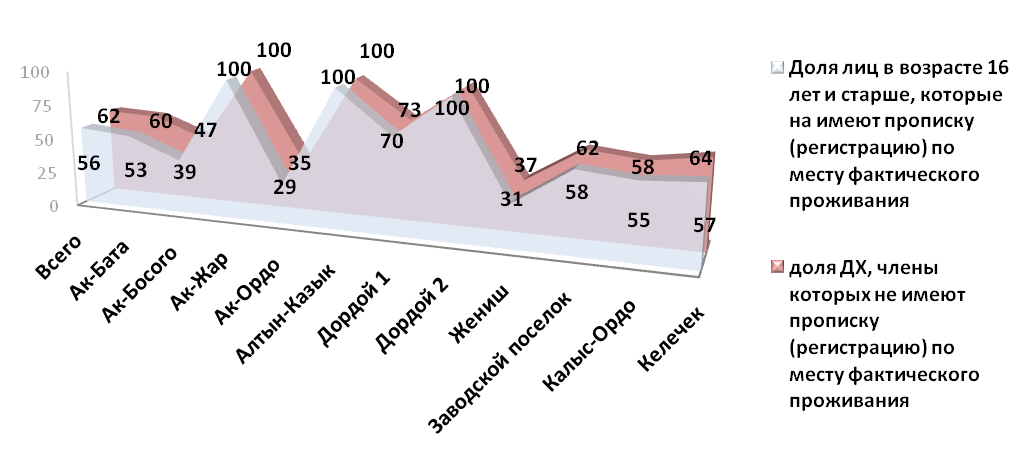 100
75
50
25
0
62
60
47
100
35
100
73
100
37
62
58
64
56
53
39
100
29
100
70
100
31
58
55
57
Всего
Ак-Бата
Ак-Босого
Ак-Жар
Ак-Ордо
Алтын-Казык
Дордой 1
Дордой 2
Жениш
Заводской поселок
Калыс-Ордо
Келечек
Доля лиц в возрасте 16
лет и старше, которые
на имеют прописку
(регистрацию) по
месту фактического
проживания
доля ДХ, члены
которых не имеют
прописку
(регистрацию) по
месту фактического
проживания